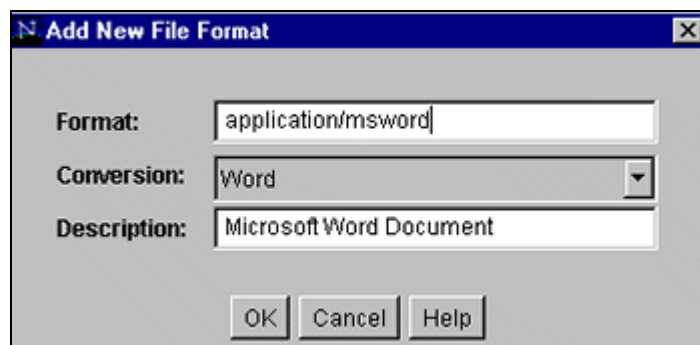 N Add New File Format
Format: application/msword
Conversion: Word
Description: Microsoft Word Document
OK Cancel Help